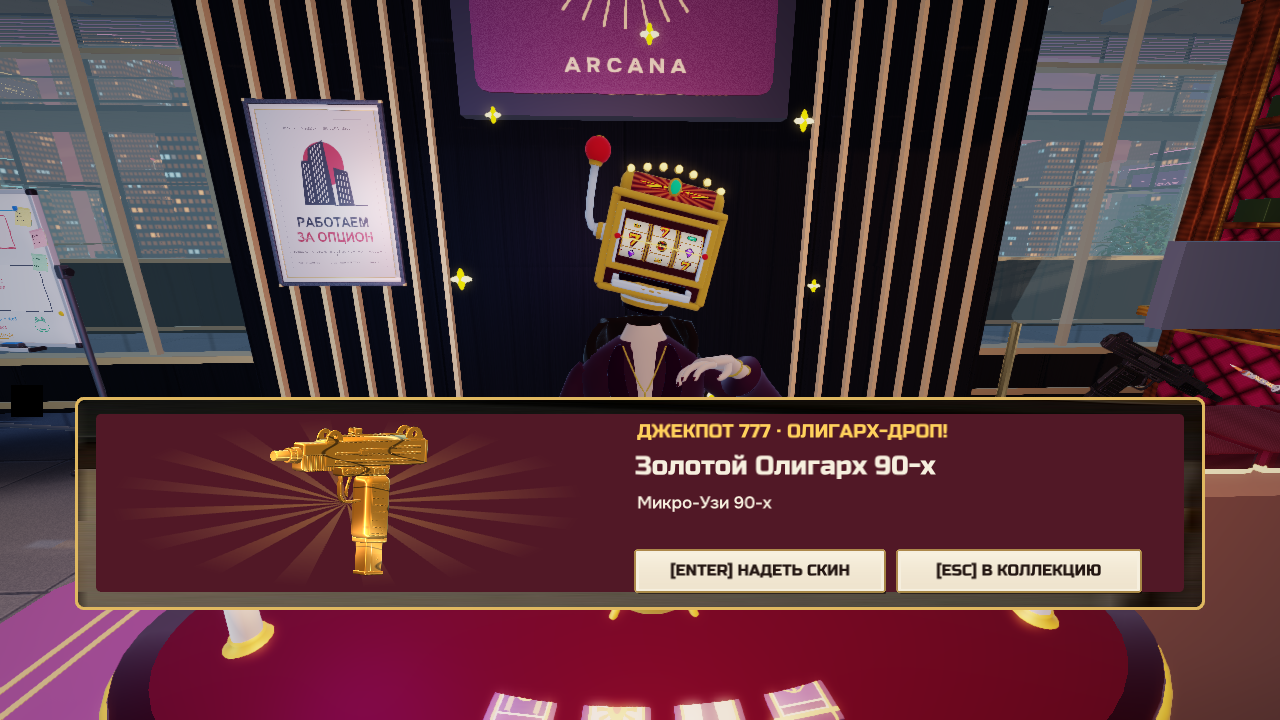 ARCANA
РАБОТАЕМ
ЗА ОПЦИОН
ДЖЕКПОТ 777 · ОЛИГАРХ-ДРОП!
Золотой Олигарх 90-х
Микро-Узи 90-х
[ENTER] НАДЕТЬ СКИН
[ESC] В КОЛЛЕКЦИЮ